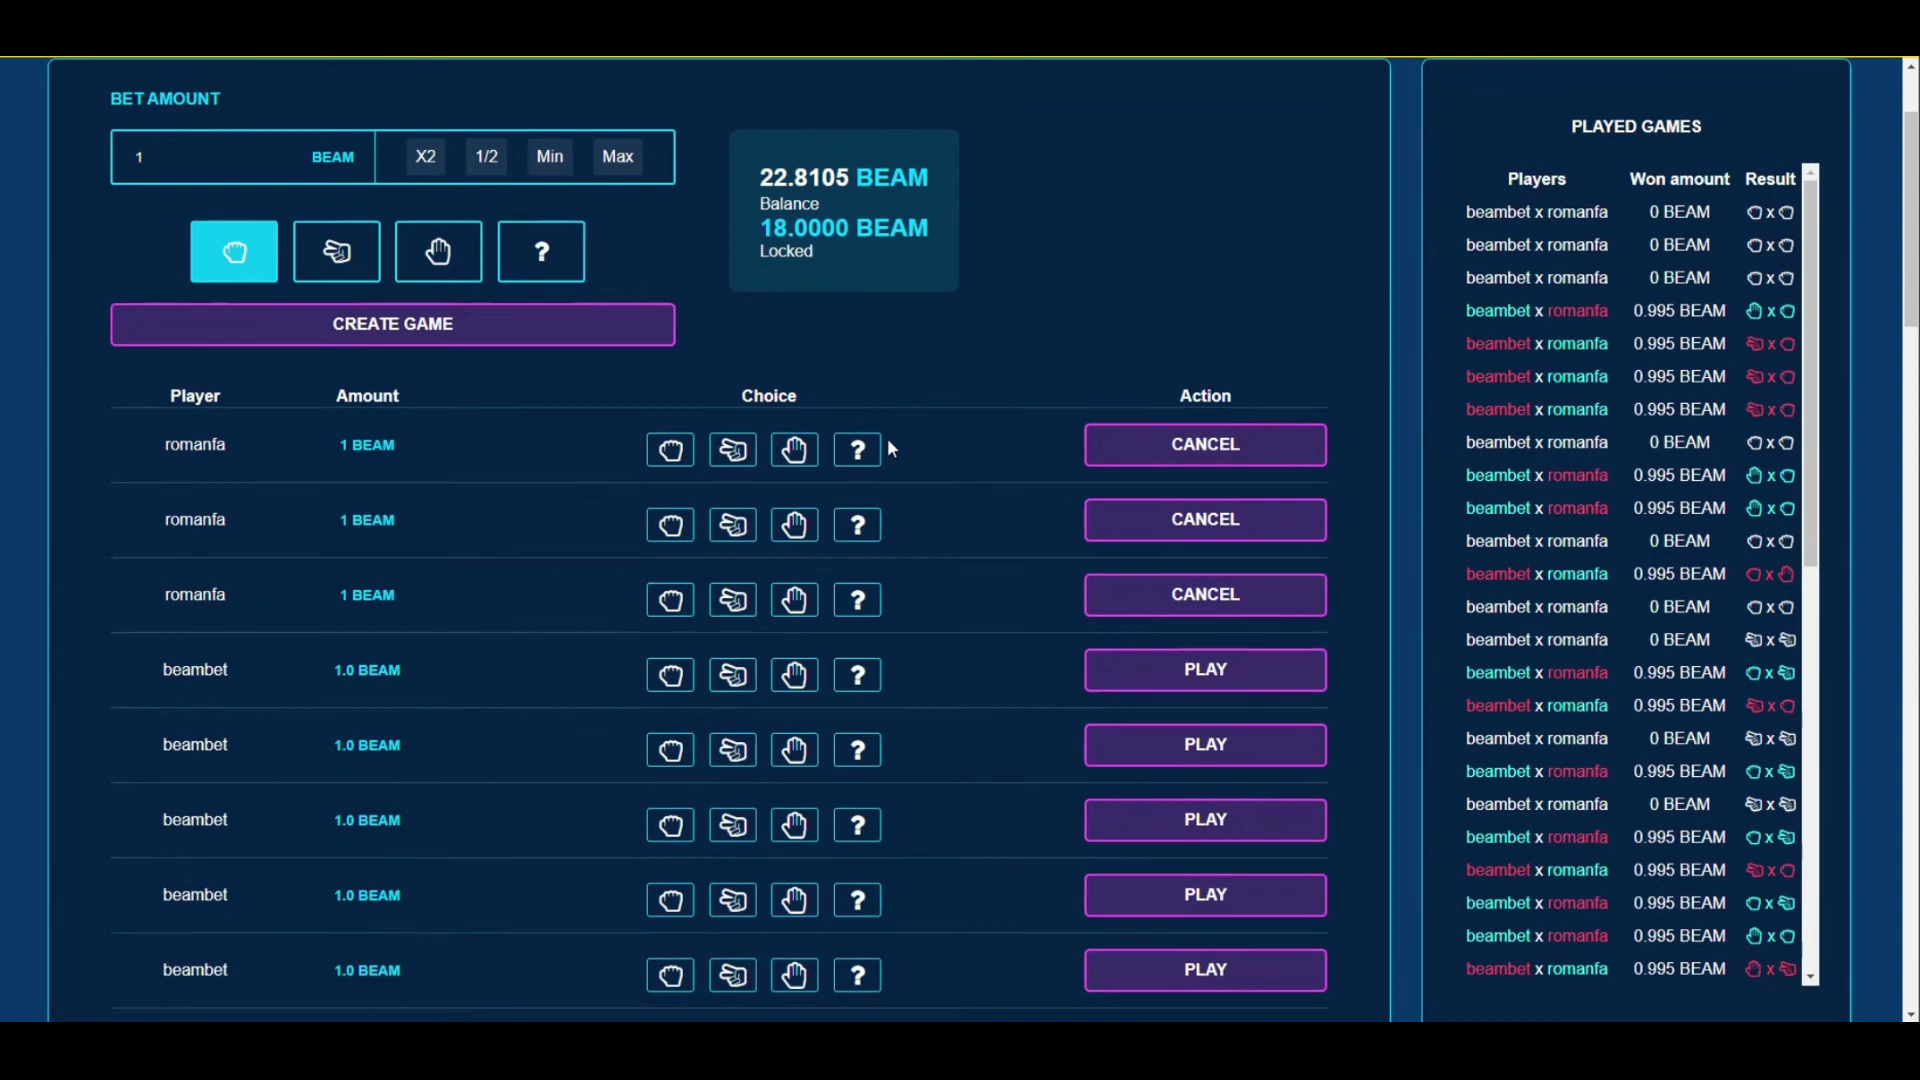 BET AMOUNT
1 BEAM X2 1/2 Min Max
22.8105 BEAM
Balance
18.0000 BEAM
Locked
?
CREATE GAME
Player Amount Choice Action
romanfa 1 BEAM ? CANCEL
romanfa 1 BEAM ? CANCEL
romanfa 1 BEAM ? CANCEL
beambet 1.0 BEAM ? PLAY
beambet 1.0 BEAM ? PLAY
beambet 1.0 BEAM ? PLAY
beambet 1.0 BEAM ? PLAY
beambet 1.0 BEAM ? PLAY
PLAYED GAMES
Players Won amount Result
beambet x romanfa 0 BEAM x
beambet x romanfa 0 BEAM x
beambet x romanfa 0 BEAM x
beambet x romanfa 0.995 BEAM x
beambet x romanfa 0.995 BEAM x
beambet x romanfa 0.995 BEAM x
beambet x romanfa 0.995 BEAM x
beambet x romanfa 0 BEAM x
beambet x romanfa 0.995 BEAM x
beambet x romanfa 0.995 BEAM x
beambet x romanfa 0 BEAM x
beambet x romanfa 0.995 BEAM x
beambet x romanfa 0 BEAM x
beambet x romanfa 0 BEAM x
beambet x romanfa 0.995 BEAM x
beambet x romanfa 0.995 BEAM x
beambet x romanfa 0 BEAM x
beambet x romanfa 0.995 BEAM x
beambet x romanfa 0 BEAM x
beambet x romanfa 0.995 BEAM x
beambet x romanfa 0.995 BEAM x
beambet x romanfa 0.995 BEAM x
beambet x romanfa 0.995 BEAM x
beambet x romanfa 0.995 BEAM x